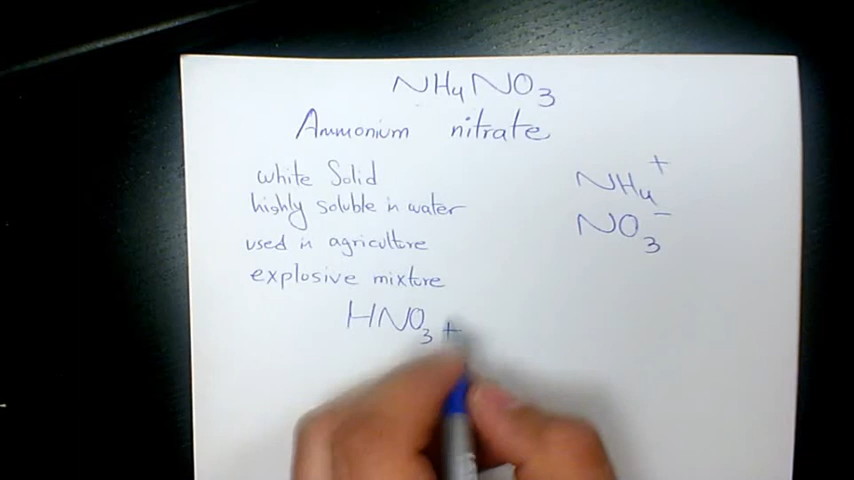 NH4NO3
Ammonium nitrate
white Solid
highly soluble in water
used in agriculture
explosive mixture
HNO3 +
NH4+
NO3−